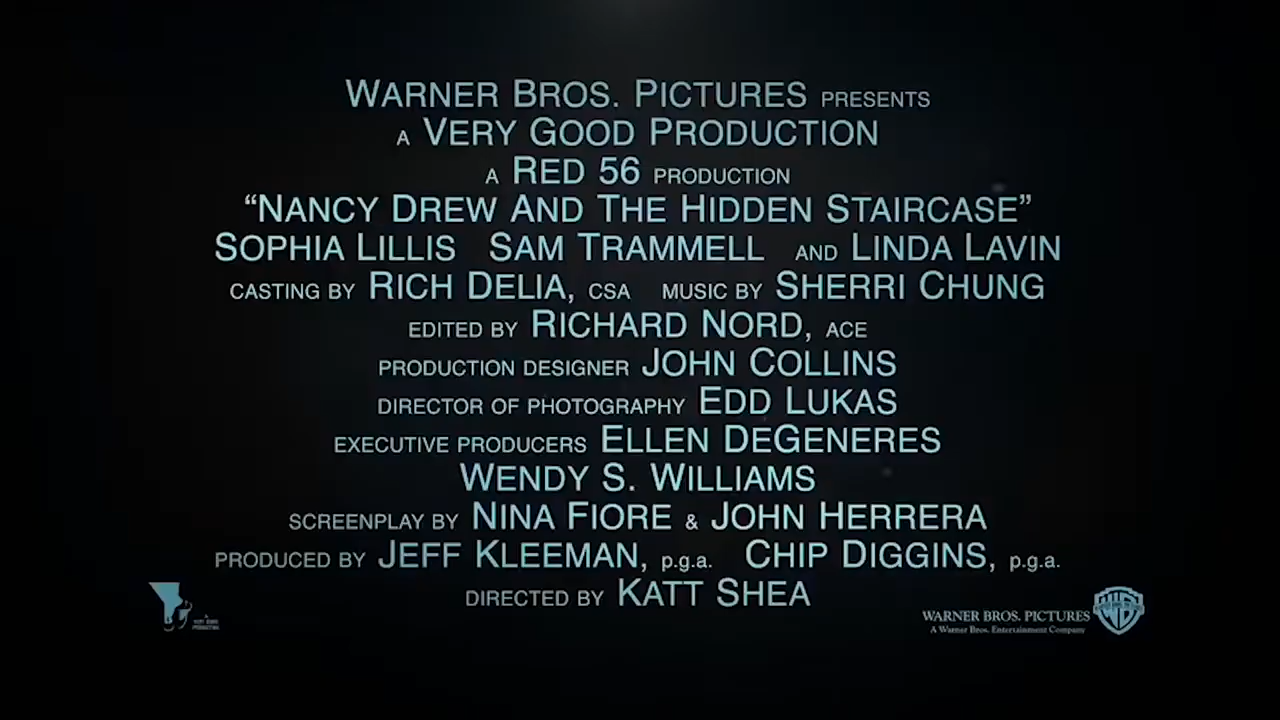 WARNER BROS. PICTURES PRESENTS
A VERY GOOD PRODUCTION
A RED 56 PRODUCTION
“NANCY DREW AND THE HIDDEN STAIRCASE”
SOPHIA LILLIS SAM TRAMMELL AND LINDA LAVIN
CASTING BY RICH DELIA, CSA MUSIC BY SHERRI CHUNG
EDITED BY RICHARD NORD, ACE
PRODUCTION DESIGNER JOHN COLLINS
DIRECTOR OF PHOTOGRAPHY EDD LUKAS
EXECUTIVE PRODUCERS ELLEN DEGENERES
WENDY S. WILLIAMS
SCREENPLAY BY NINA FIORE & JOHN HERRERA
PRODUCED BY JEFF KLEEMAN, p.g.a. CHIP DIGGINS, p.g.a.
DIRECTED BY KATT SHEA
WARNER BROS. PICTURES
A Warner Bros. Entertainment Company
WB